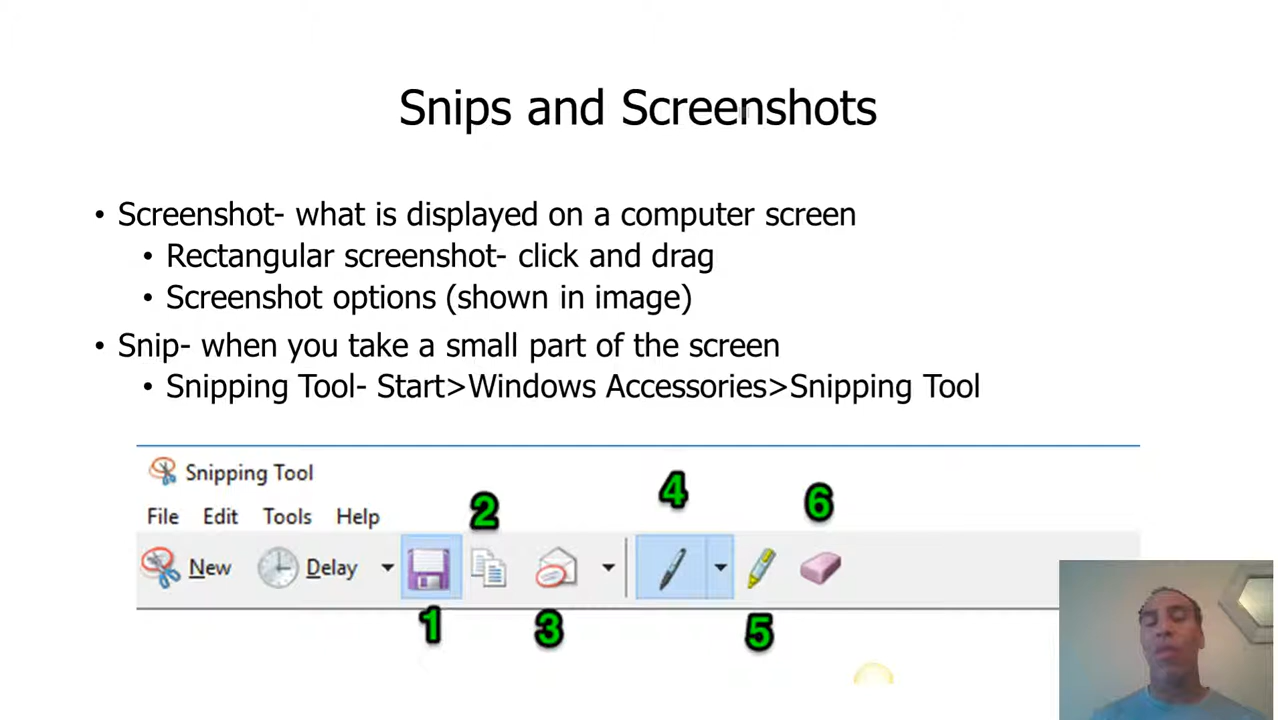 Snips and Screenshots
• Screenshot- what is displayed on a computer screen
• Rectangular screenshot- click and drag
• Screenshot options (shown in image)
• Snip- when you take a small part of the screen
• Snipping Tool- Start>Windows Accessories>Snipping Tool
Snipping Tool
File Edit Tools Help
New Delay
2 4 6
1 3 5